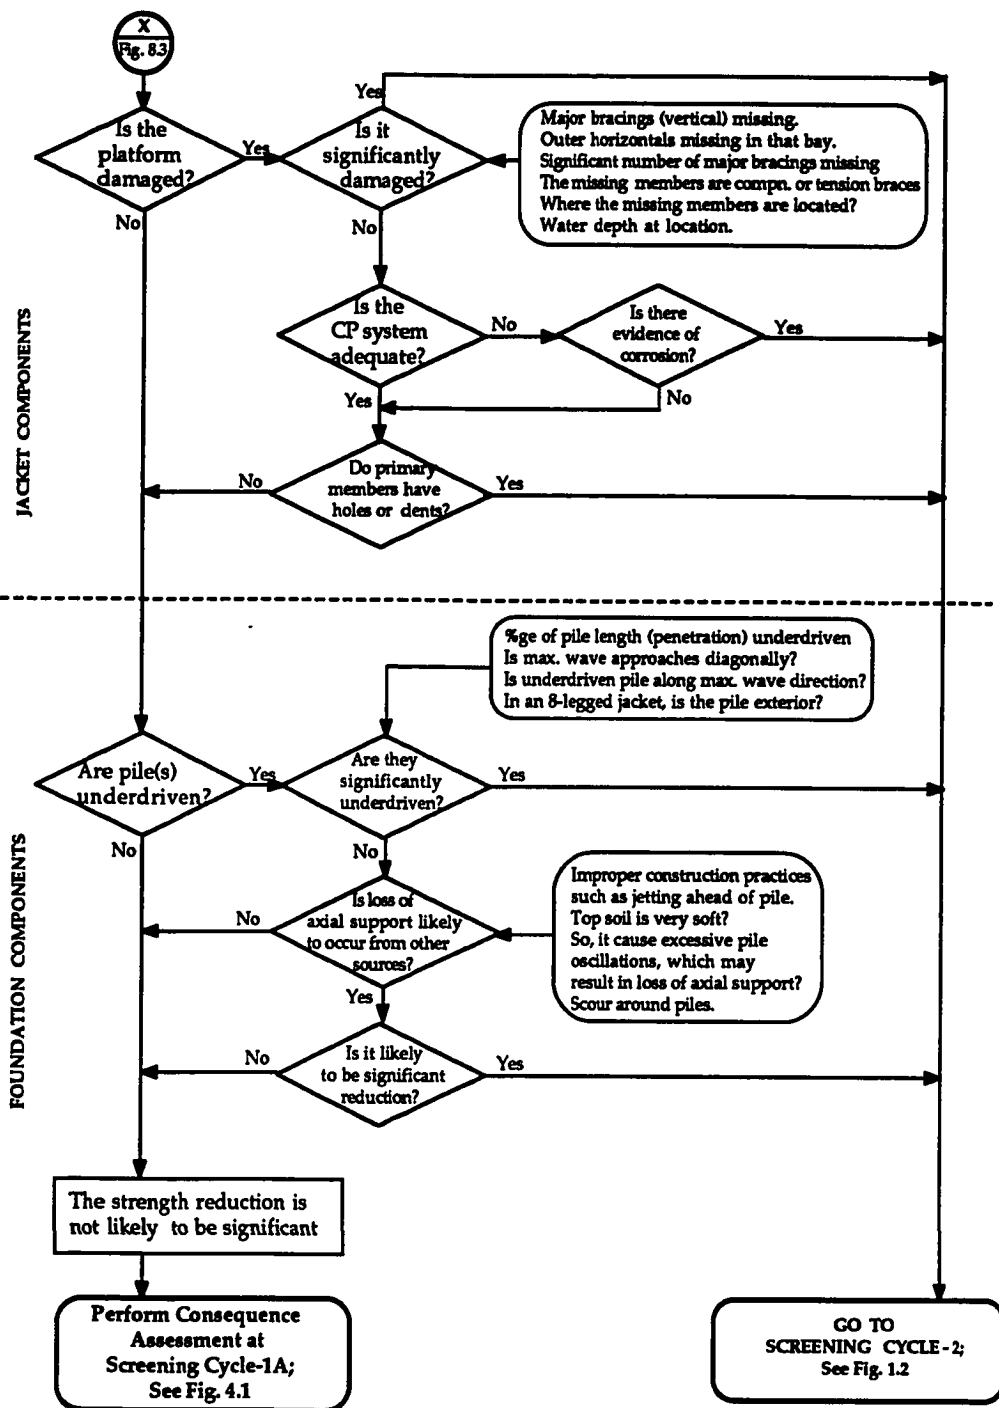 X
Fig. 8.3
Yes
Is the
platform
damaged?
Yes
Is it
significantly
damaged?
Major bracings (vertical) missing.
Outer horizontals missing in that bay.
Significant number of major bracings missing
The missing members are compn. or tension braces
Where the missing members are located?
Water depth at location.
No
No
Is the
CP system
adequate?
No
Is there
evidence of
corrosion?
Yes
Yes
No
JACKET COMPONENTS
Do primary
members have
holes or dents?
No
Yes
%ge of pile length (penetration) underdriven
Is max. wave approaches diagonally?
Is underdriven pile along max. wave direction?
In an 8-legged jacket, is the pile exterior?
Are pile(s)
underdriven?
Yes
Are they
significantly
underdriven?
Yes
No
No
FOUNDATION COMPONENTS
Is loss of
axial support likely
to occur from other
sources?
No
Improper construction practices
such as jetting ahead of pile.
Top soil is very soft?
So, it cause excessive pile
oscillations, which may
result in loss of axial support?
Scour around piles.
Yes
Is it likely
to be significant
reduction?
No
Yes
The strength reduction is
not likely to be significant
Perform Consequence
Assessment at
Screening Cycle-1A;
See Fig. 4.1
GO TO
SCREENING CYCLE - 2;
See Fig. 1.2